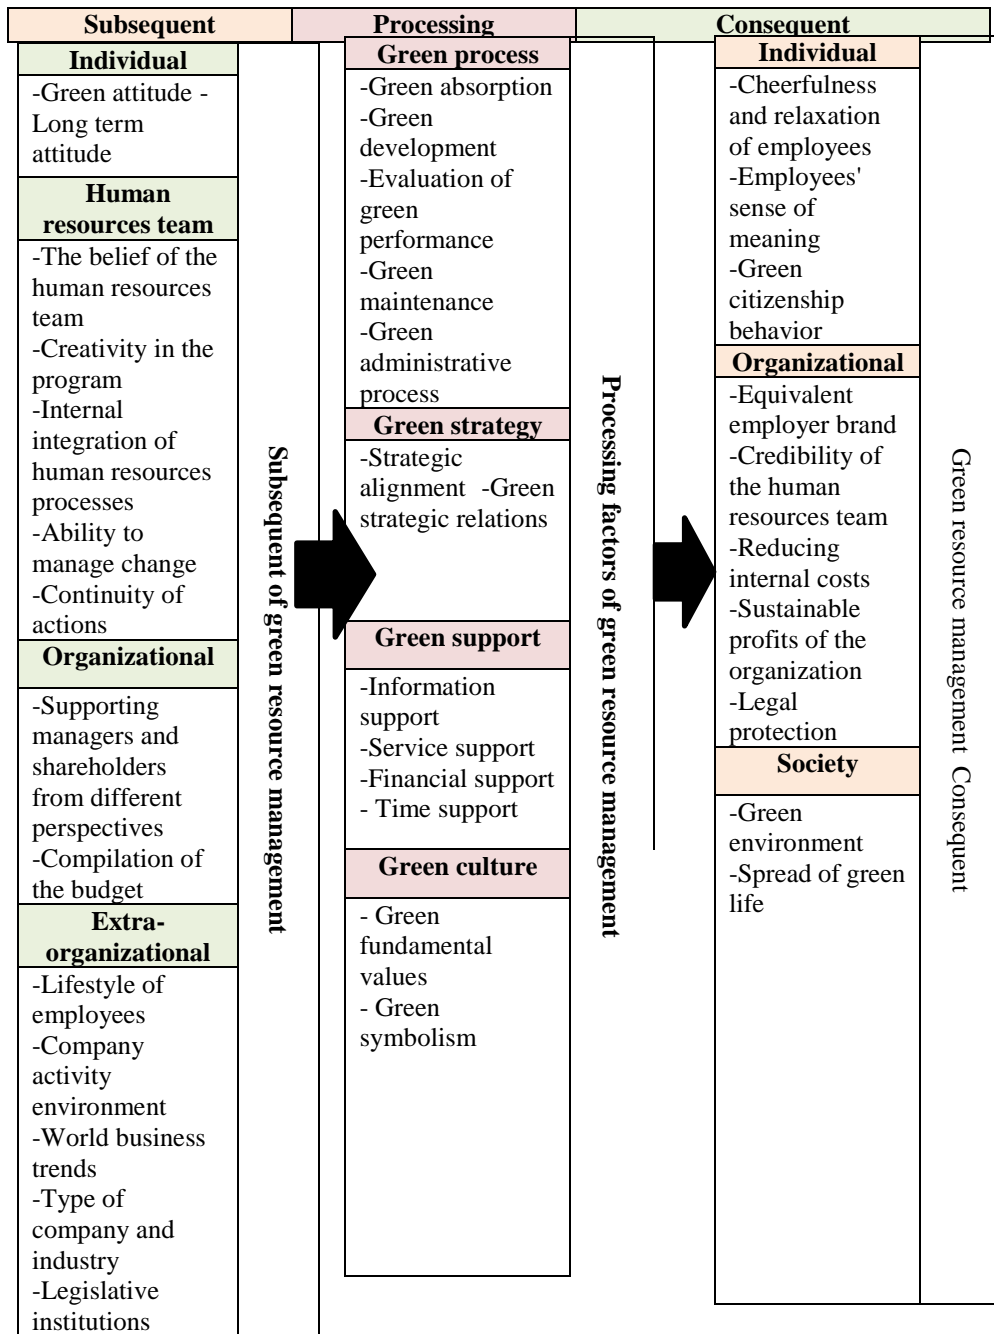 Subsequent
Processing
Consequent
Individual
-Green attitude -
Long term
attitude
Human
resources team
-The belief of the
human resources
team
-Creativity in the
program
-Internal
integration of
human resources
processes
-Ability to
manage change
-Continuity of
actions
Organizational
-Supporting
managers and
shareholders
from different
perspectives
-Compilation of
the budget
Extra-
organizational
-Lifestyle of
employees
-Company
activity
environment
-World business
trends
-Type of
company and
industry
-Legislative
institutions
Subsequent of green resource management
Green process
-Green absorption
-Green
development
-Evaluation of
green
performance
-Green
maintenance
-Green
administrative
process
Green strategy
-Strategic
alignment -Green
strategic relations
Green support
-Information
support
-Service support
-Financial support
- Time support
Green culture
- Green
fundamental
values
- Green
symbolism
Processing factors of green resource management
Individual
-Cheerfulness
and relaxation
of employees
-Employees'
sense of
meaning
-Green
citizenship
behavior
Organizational
-Equivalent
employer brand
-Credibility of
the human
resources team
-Reducing
internal costs
-Sustainable
profits of the
organization
-Legal
protection
Society
-Green
environment
-Spread of green
life
Green resource management Consequent